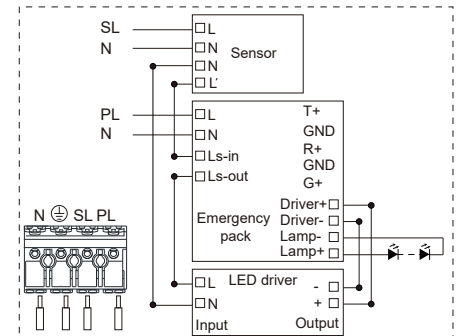 SL
L
N
N
Sensor
N
L'
PL
L
T+
N
N
GND
Ls-in
R+
GND
Ls-out
G+
Driver+
Emergency
pack
Driver-
Lamp-
Lamp+
N SL PL
L
LED driver
-
N
+
Input
Output